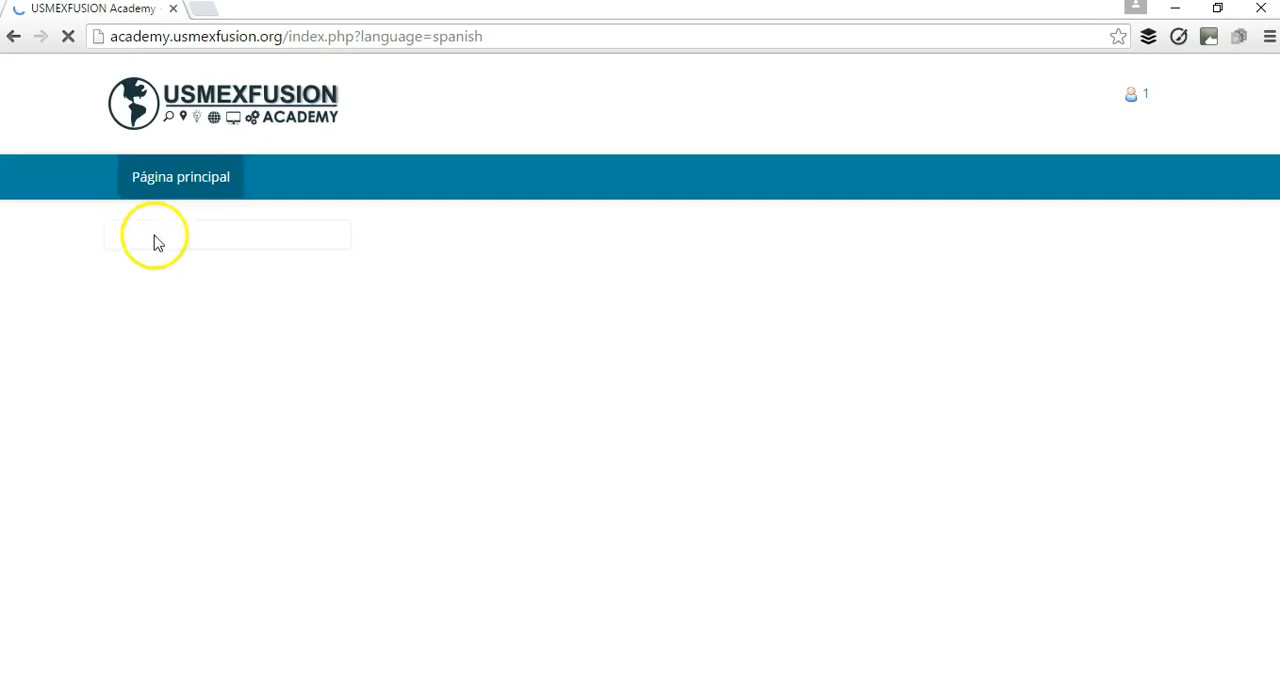 USMEXFUSION Academy
academy.usmexfusion.org/index.php?language=spanish
USMEXFUSION
ACADEMY
1
Página principal